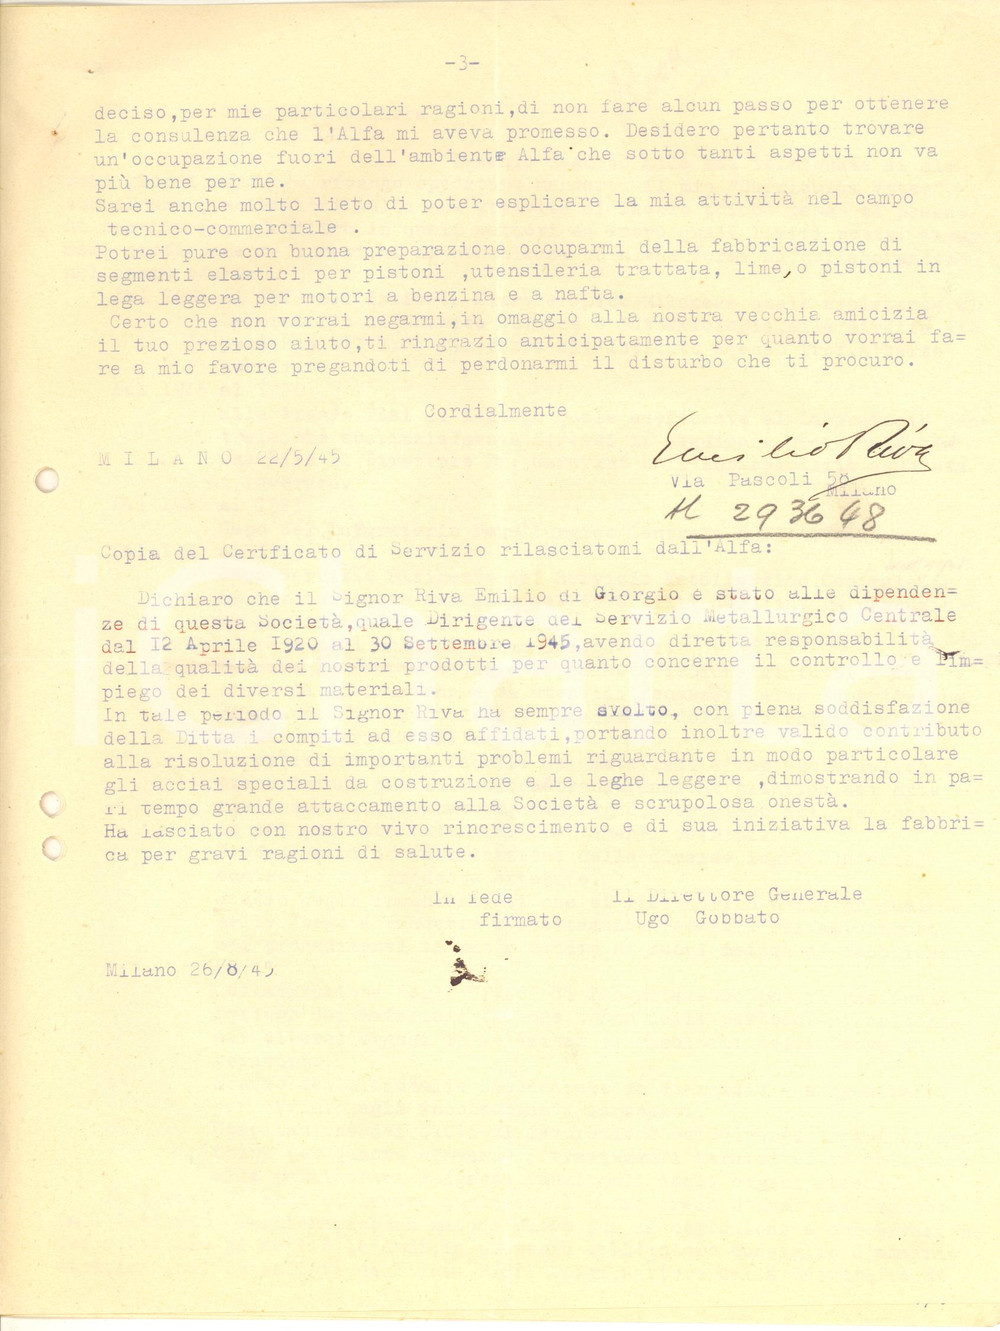 -3-
deciso,per mie particolari ragioni,di non fare alcun passo per ottenere
la consulenza che l'Alfa mi aveva promesso. Desidero pertanto trovare
un'occupazione fuori dell'ambiente Alfa che sotto tanti aspetti non va
più bene per me.
Sarei anche molto lieto di poter esplicare la mia attività nel campo
tecnico-commerciale .
Potrei pure con buona preparazione occuparmi della fabbricazione di
segmenti elastici per pistoni ,utensileria trattata, lime, o pistoni in
lega leggera per motori a benzina e a nafta.
Certo che non vorrai negarmi,in omaggio alla nostra vecchia amicizia
il tuo prezioso aiuto,ti ringrazio anticipatamente per quanto vorrai fa=
re a mio favore pregandoti di perdonarmi il disturbo che ti procuro.
Cordialmente
M I L A N O 22/5/45
Emilio Riva
Via Pascoli 58
Milano
293648
Copia del Certficato di Servizio rilasciatomi dall'Alfa:
Dichiaro che il Signor Riva Emilio di Giorgio e stato alle dipenden=
ze di questa Società,quale Dirigente del Servizio Metallurgico Centrale
dal 12 Aprile 1920 al 30 Settembre 1945,avendo diretta responsabilità
della qualità dei nostri prodotti per quanto concerne il controllo e l'im=
piego dei diversi materiali.
In tale periodo il Signor Riva ha sempre svolto, con piena soddisfazione
della Ditta i compiti ad esso affidati,portando inoltre valido contributo
alla risoluzione di importanti problemi riguardante in modo particolare
gli acciai speciali da costruzione e le leghe leggere ,dimostrando in pa=
ri tempo grande attaccamento alla Società e scrupolosa onestà.
Ha lasciato con nostro vivo rincrescimento e di sua iniziativa la fabbri=
ca per gravi ragioni di salute.
In fede Il Direttore Generale
firmato Ugo Gobbato
Milano 26/8/45